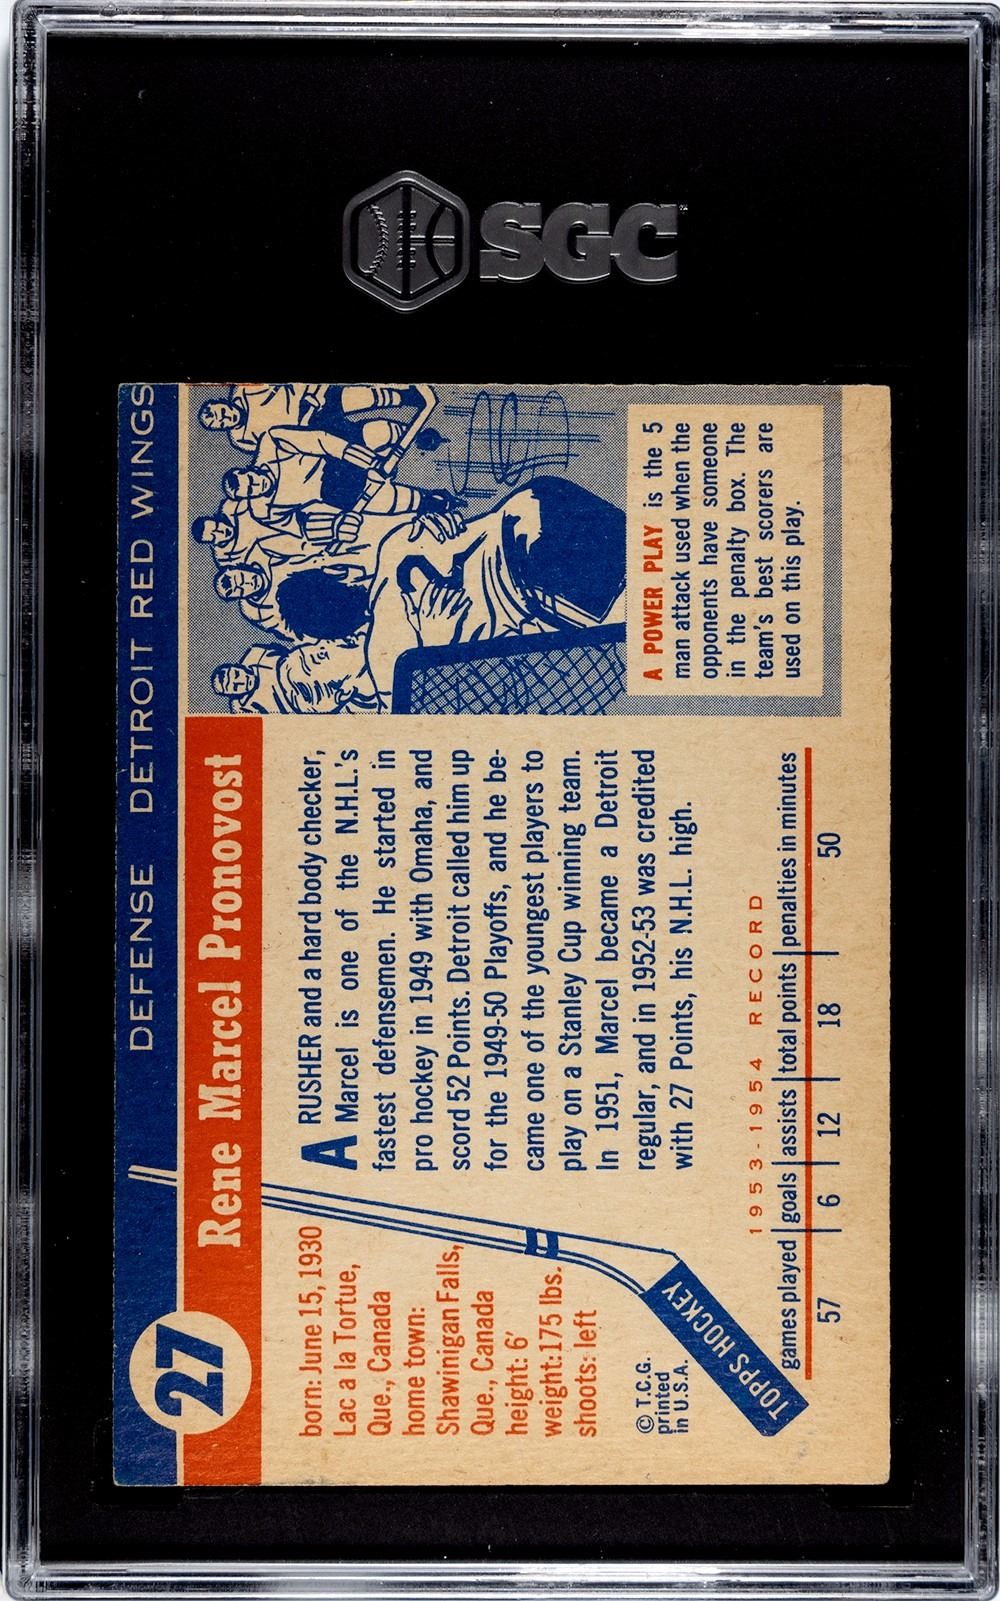 SGC
DEFENSE DETROIT RED WINGS
27
Rene Marcel Pronovost
born: June 15, 1930
Lac a la Tortue,
Que., Canada
home town:
Shawinigan Falls,
Que., Canada
height: 6'
weight: 175 lbs.
shoots: left
© T.C.G.
printed
in U.S.A.
TOPPS HOCKEY
A RUSHER and a hard body checker,
Marcel is one of the N.H.L.'s
fastest defensemen. He started in
pro hockey in 1949 with Omaha, and
scord 52 Points. Detroit called him up
for the 1949-50 Playoffs, and he be-
came one of the youngest players to
play on a Stanley Cup winning team.
In 1951, Marcel became a Detroit
regular, and in 1952-53 was credited
with 27 Points, his N.H.L. high.
2
A POWER PLAY is the 5
man attack used when the
opponents have someone
in the penalty box. The
team's best scorers are
used on this play.
1953-1954 RECORD
games played goals assists total points penalties in minutes
57 6 12 18 50